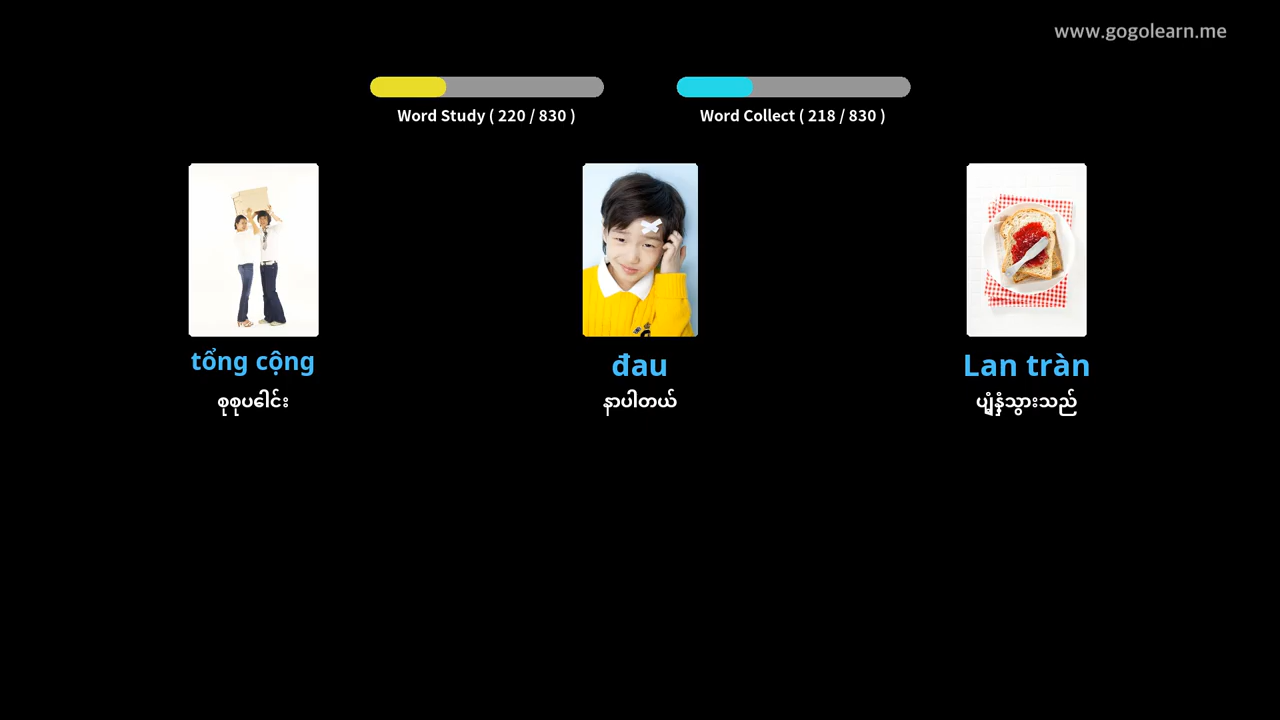 www.gogolearn.me
Word Study ( 220 / 830 )
Word Collect ( 218 / 830 )
tổng cộng
đau
Lan tràn
စုစုပေါင်း
နာပါတယ်
ပျံ့နှံ့သွားသည်